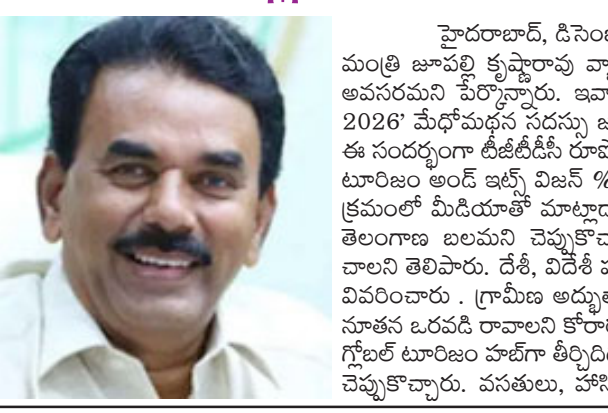 హైదరాబాద్, డిసెం
మంత్రి జూపల్లి కృష్ణారావు
అవసరమని పేర్కొన్నారు. ఇవా
2026’ మేధోమథన సదస్సు
ఈ సందర్భంగా టీజీటీడీసీ
టూరిజం అండ్ ఇట్స్ విజన్ %
క్రమంలో మీడియాతో
తెలంగాణ బలమని చెప్పుకొచ
చాలని తెలిపారు. దేశీ, విదేశీ
వివరించారు . గ్రామీణ
నూతన ఒరవడి రావాలని కోరా
గ్లోబల్ టూరిజం హబ్‌గా
చెప్పుకొచ్చారు. వసతులు,